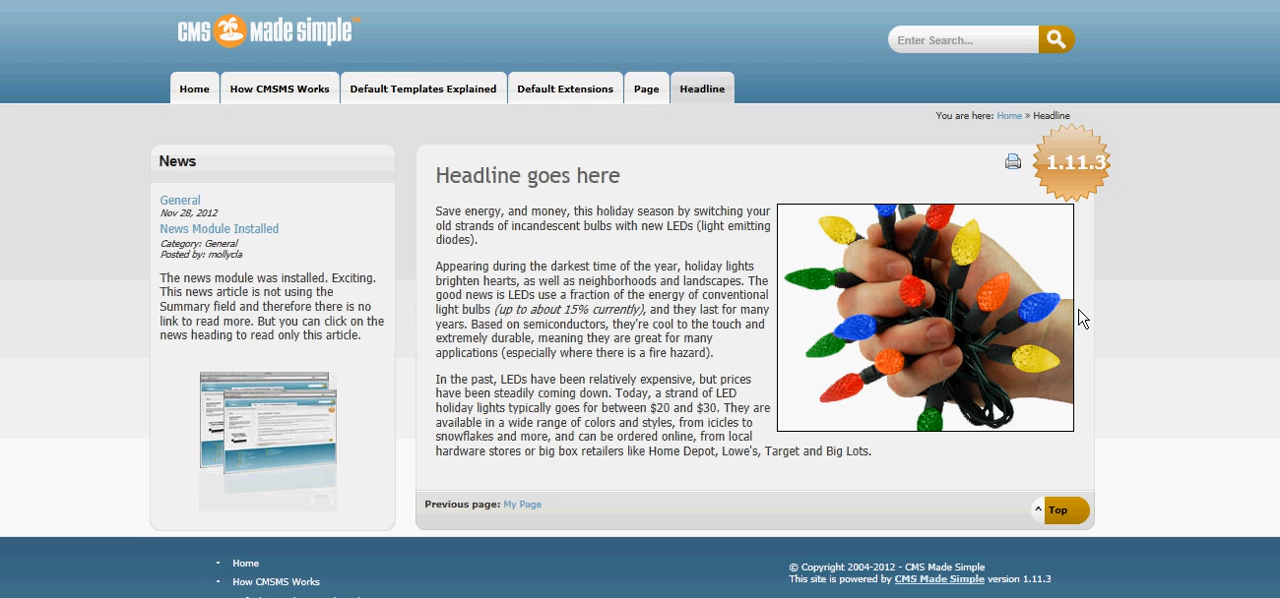 CMS Made Simple
Enter Search...
Home
How CMSMS Works
Default Templates Explained
Default Extensions
Page
Headline
You are here: Home » Headline
News
General
Nov 28, 2012
News Module Installed
Category: General
Posted by: mollycla
The news module was installed. Exciting.
This news article is not using the
Summary field and therefore there is no
link to read more. But you can click on the
news heading to read only this article.
1.11.3
Headline goes here
Save energy, and money, this holiday season by switching your
old strands of incandescent bulbs with new LEDs (light emitting
diodes).
Appearing during the darkest time of the year, holiday lights
brighten hearts, as well as neighborhoods and landscapes. The
good news is LEDs use a fraction of the energy of conventional
light bulbs (up to about 15% currently), and they last for many
years. Based on semiconductors, they're cool to the touch and
extremely durable, meaning they are great for many
applications (especially where there is a fire hazard).
In the past, LEDs have been relatively expensive, but prices
have been steadily coming down. Today, a strand of LED
holiday lights typically goes for between $20 and $30. They are
available in a wide range of colors and styles, from icicles to
snowflakes and more, and can be ordered online, from local
hardware stores or big box retailers like Home Depot, Lowe's, Target and Big Lots.
Previous page: My Page
^ Top
• Home
• How CMSMS Works
© Copyright 2004-2012 - CMS Made Simple
This site is powered by CMS Made Simple version 1.11.3